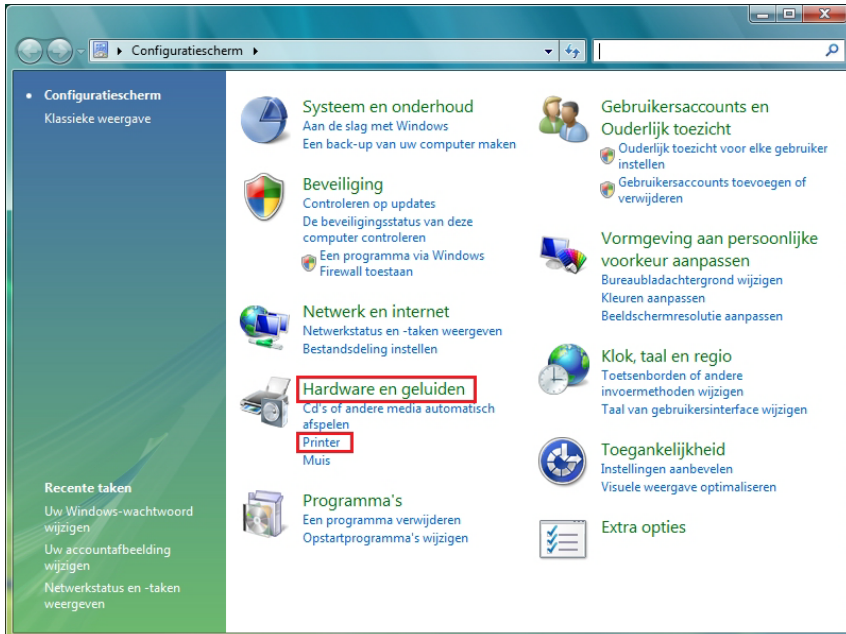 Configuratiescherm
Configuratiescherm
Klassieke weergave
Recente taken
Uw Windows-wachtwoord
wijzigen
Uw accountafbeelding
wijzigen
Netwerkstatus en -taken
weergeven
Systeem en onderhoud
Aan de slag met Windows
Een back-up van uw computer maken
Beveiliging
Controleren op updates
De beveiligingsstatus van deze
computer controleren
Een programma via Windows
Firewall toestaan
Netwerk en internet
Netwerkstatus en -taken weergeven
Bestandsdeling instellen
Hardware en geluiden
Cd's of andere media automatisch
afspelen
Printer
Muis
Programma's
Een programma verwijderen
Opstartprogramma's wijzigen
Gebruikersaccounts en
Ouderlijk toezicht
Ouderlijk toezicht voor elke gebruiker
instellen
Gebruikersaccounts toevoegen of
verwijderen
Vormgeving aan persoonlijke
voorkeur aanpassen
Bureaubladachtergrond wijzigen
Kleuren aanpassen
Beeldschermresolutie aanpassen
Klok, taal en regio
Toetsenborden of andere
invoermethoden wijzigen
Taal van gebruikersinterface wijzigen
Toegankelijkheid
Instellingen aanbevelen
Visuele weergave optimaliseren
Extra opties